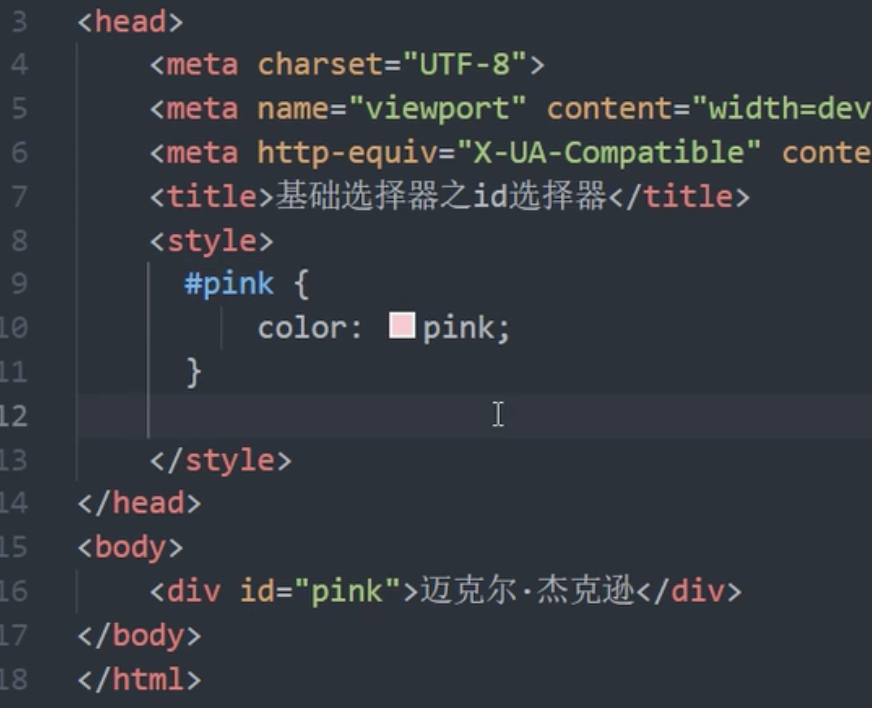 3 <head>
4 <meta charset="UTF-8">
5 <meta name="viewport" content="width=dev
6 <meta http-equiv="X-UA-Compatible" conte
7 <title>基础选择器之id选择器</title>
8 <style>
9 #pink {
10 color: pink;
11 }
12
13 </style>
14 </head>
15 <body>
16 <div id="pink">迈克尔·杰克逊</div>
17 </body>
18 </html>